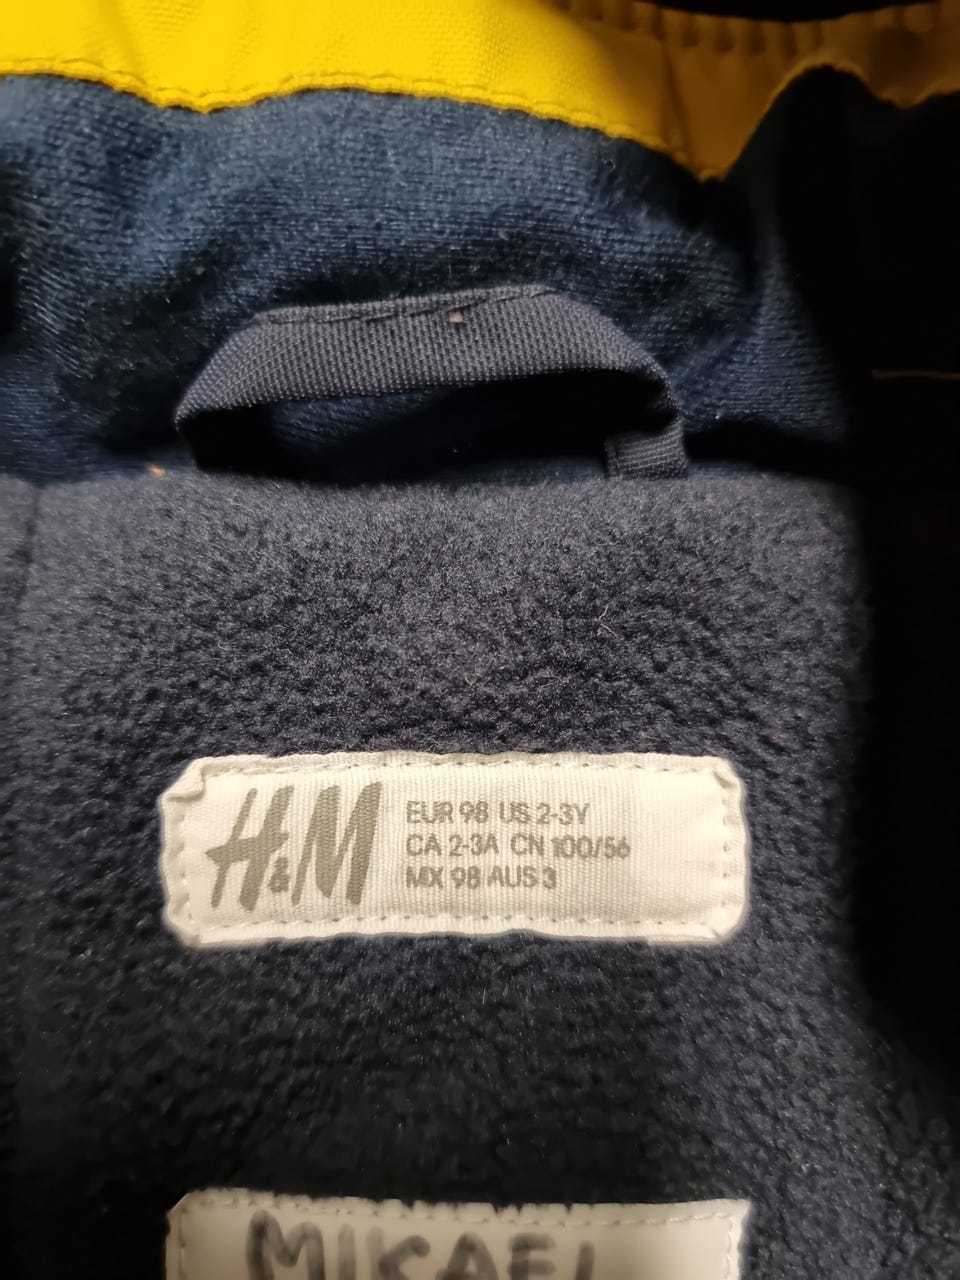 H&M
EUR 98 US 2-3Y
CA 2-3A CN 100/56
MX 98 AUS 3
MIKAEL